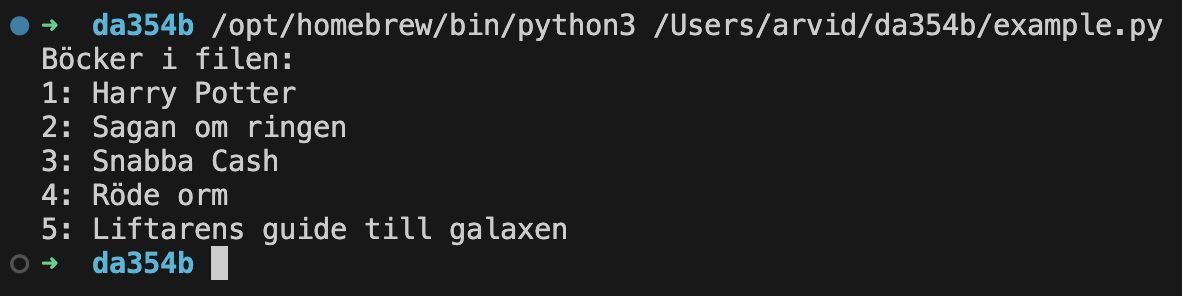 ➜ da354b /opt/homebrew/bin/python3 /Users/arvid/da354b/example.py
Böcker i filen:
1: Harry Potter
2: Sagan om ringen
3: Snabba Cash
4: Röde orm
5: Liftarens guide till galaxen
➜ da354b